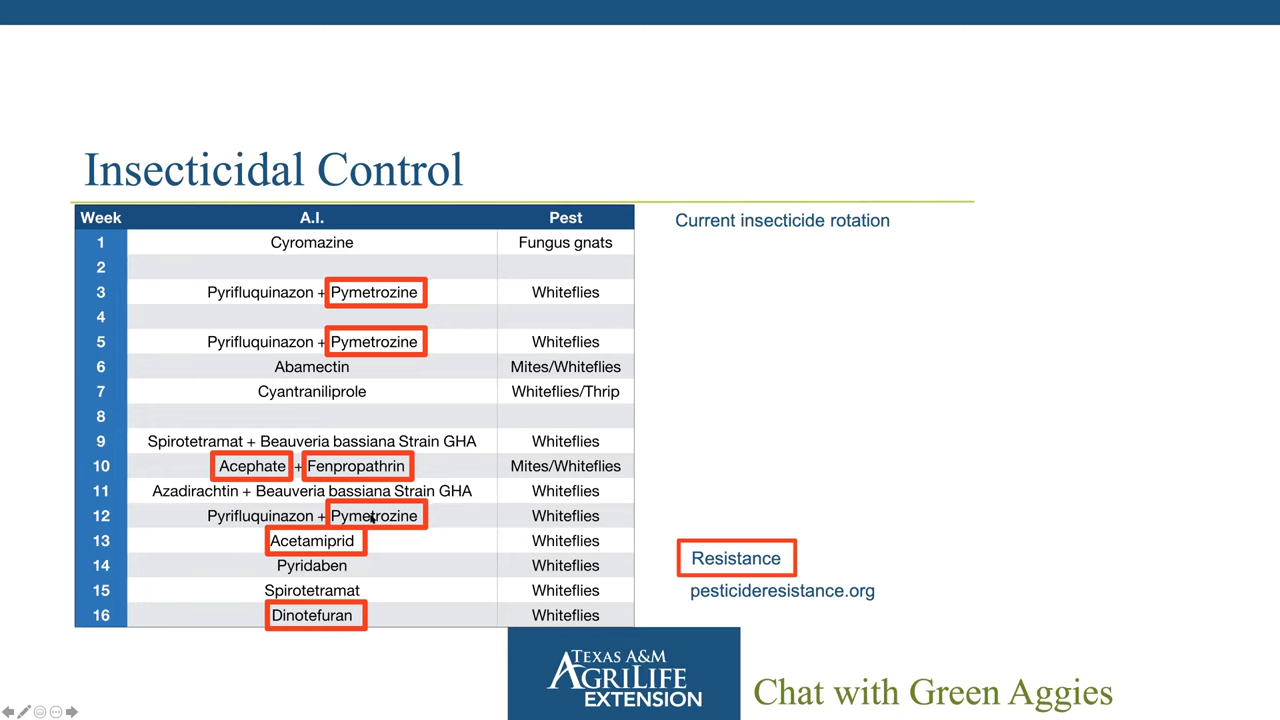 Insecticidal Control
Week A.I. Pest
1 Cyromazine Fungus gnats
2
3 Pyrifluquinazon + Pymetrozine Whiteflies
4
5 Pyrifluquinazon + Pymetrozine Whiteflies
6 Abamectin Mites/Whiteflies
7 Cyantraniliprole Whiteflies/Thrip
8
9 Spirotetramat + Beauveria bassiana Strain GHA Whiteflies
10 Acephate + Fenpropathrin Mites/Whiteflies
11 Azadirachtin + Beauveria bassiana Strain GHA Whiteflies
12 Pyrifluquinazon + Pymetrozine Whiteflies
13 Acetamiprid Whiteflies
14 Pyridaben Whiteflies
15 Spirotetramat Whiteflies
16 Dinotefuran Whiteflies
Current insecticide rotation
Resistance
pesticideresistance.org
TEXAS A&M
AGRILIFE
EXTENSION
Chat with Green Aggies